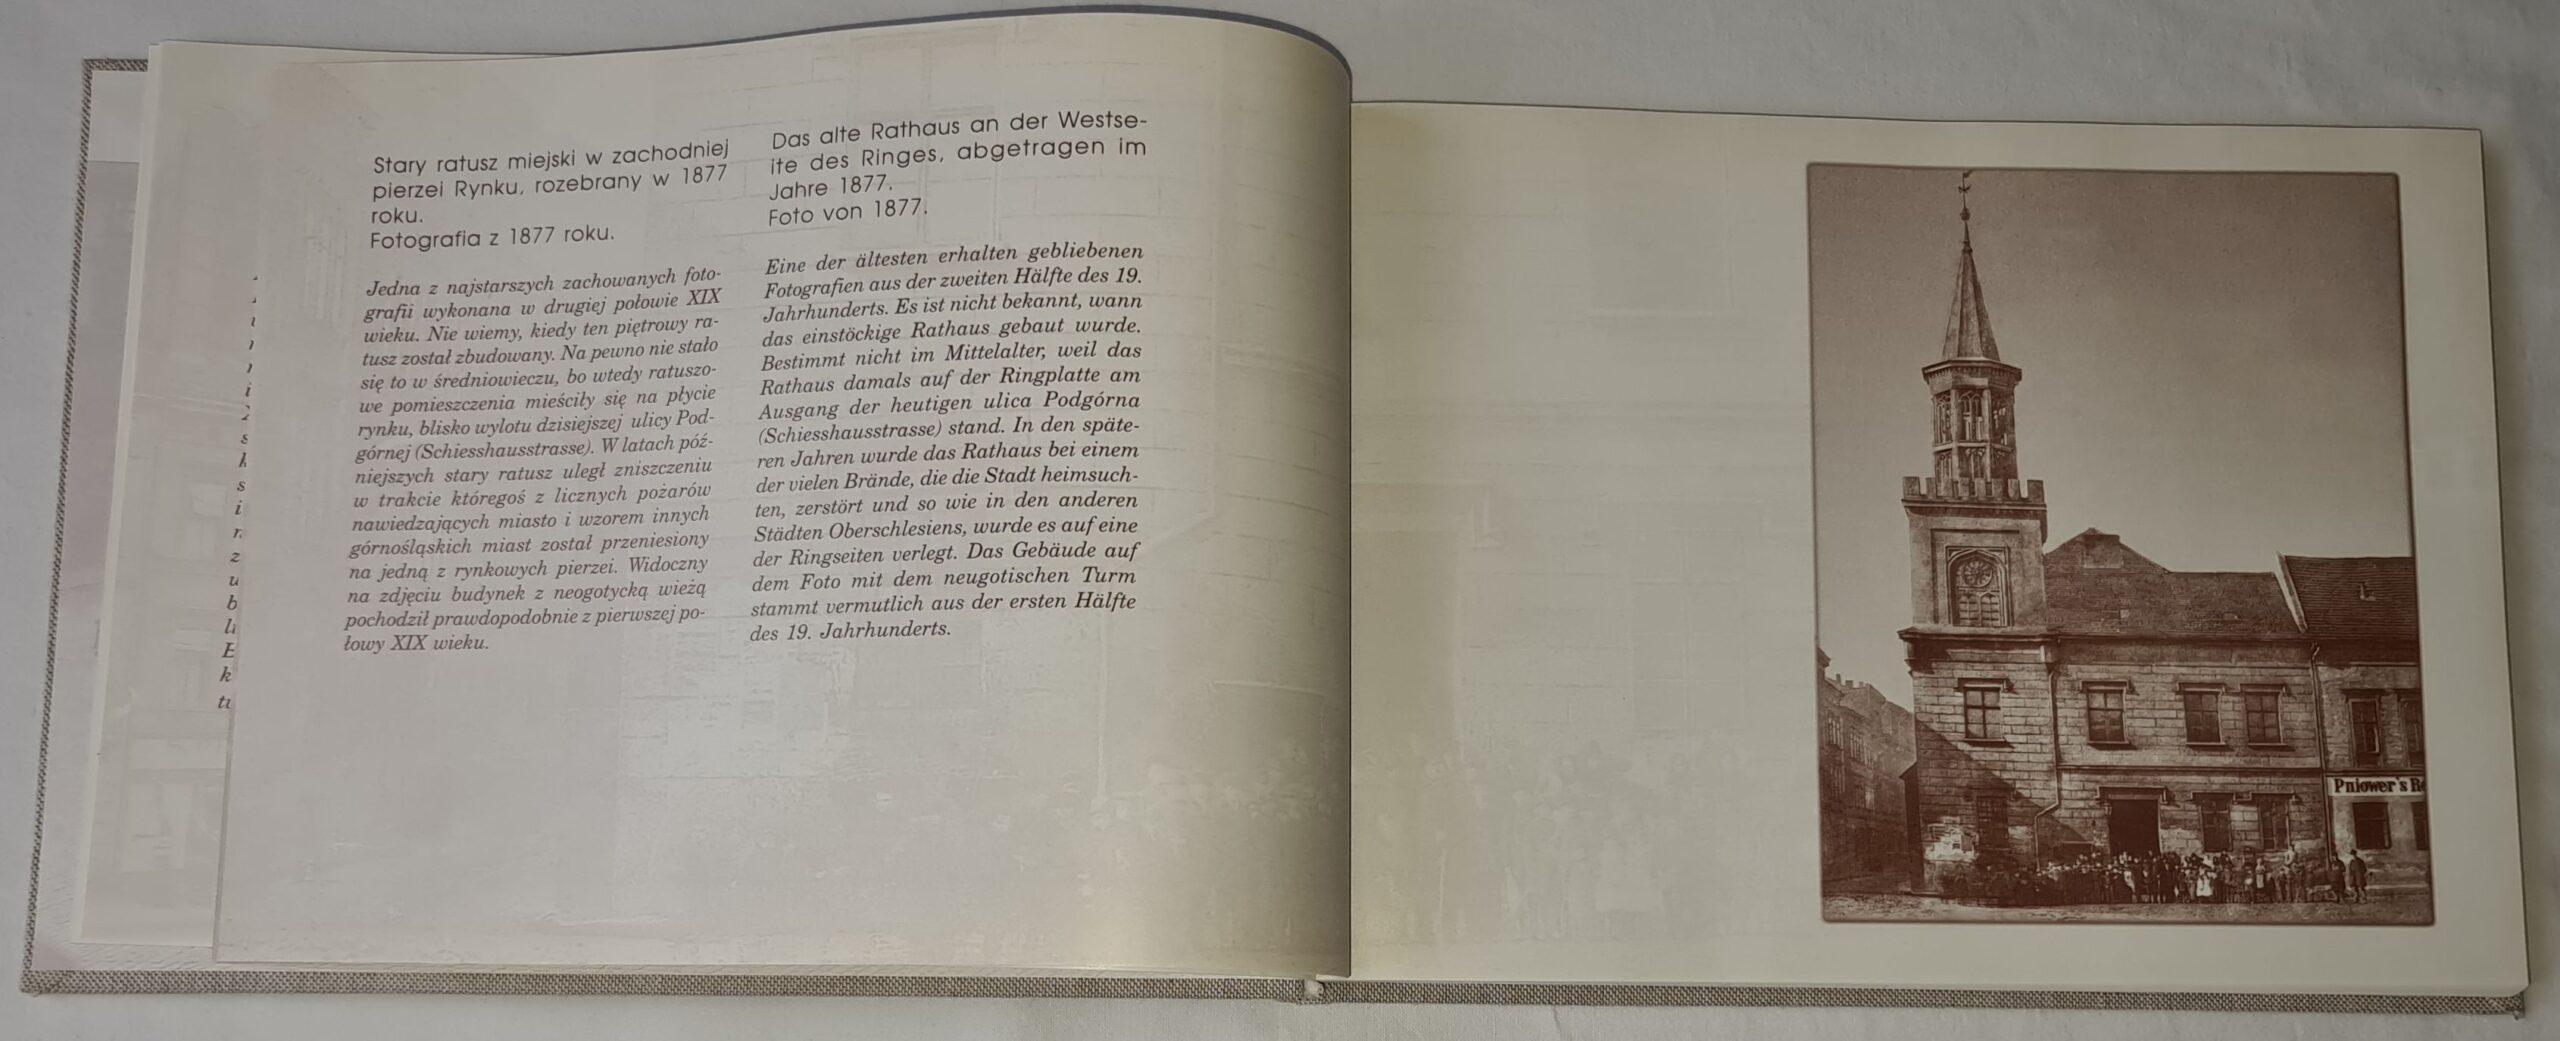 Stary ratusz miejski w zachodniej
pierzei Rynku, rozebrany w 1877
roku.
Fotografia z 1877 roku.
Jedna z najstarszych zachowanych foto-
grafii wykonana w drugiej połowie XIX
wieku. Nie wiemy, kiedy ten piętrowy ra-
tusz został zbudowany. Na pewno nie stało
się to w średniowieczu, bo wtedy ratuszo-
we pomieszczenia mieściły się na płycie
rynku, blisko wylotu dzisiejszej ulicy Pod-
górnej (Schiesshausstrasse). W latach póź-
niejszych stary ratusz uległ zniszczeniu
w trakcie któregoś z licznych pożarów
nawiedzających miasto i wzorem innych
górnośląskich miast został przeniesiony
na jedną z rynkowych pierzei. Widoczny
na zdjęciu budynek z neogotycką wieżą
pochodził prawdopodobnie z pierwszej po-
łowy XIX wieku.
Das alte Rathaus an der Westse-
ite des Ringes, abgetragen im
Jahre 1877.
Foto von 1877.
Eine der ältesten erhalten gebliebenen
Fotografien aus der zweiten Hälfte des 19.
Jahrhunderts. Es ist nicht bekannt, wann
das einstöckige Rathaus gebaut wurde.
Bestimmt nicht im Mittelalter, weil das
Rathaus damals auf der Ringplatte am
Ausgang der heutigen ulica Podgórna
(Schiesshausstrasse) stand. In den späte-
ren Jahren wurde das Rathaus bei einem
der vielen Brände, die die Stadt heimsuch-
ten, zerstört und so wie in den anderen
Städten Oberschlesiens, wurde es auf eine
der Ringseiten verlegt. Das Gebäude auf
dem Foto mit dem neugotischen Turm
stammt vermutlich aus der ersten Hälfte
des 19. Jahrhunderts.
Pniower's Re